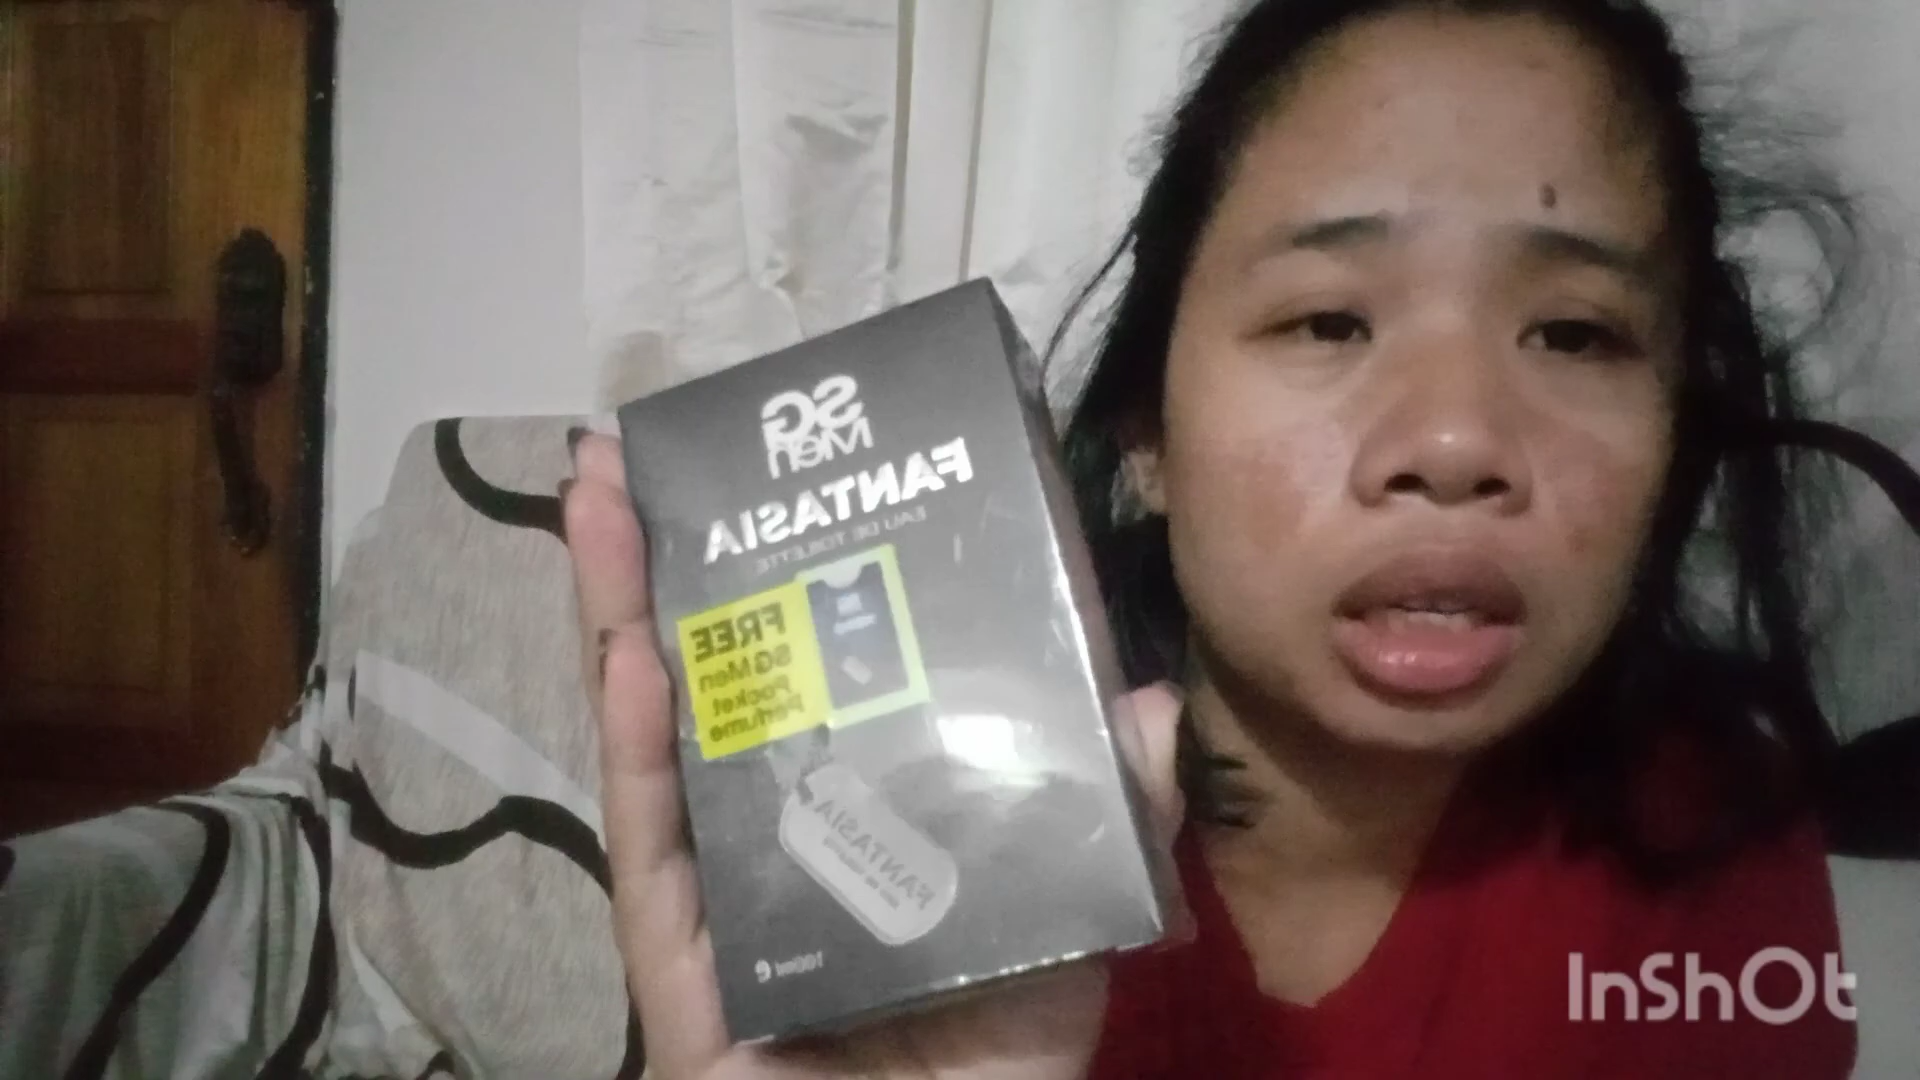 SG
Men
FANTASIA
EAU DE TOILETTE
FREE
SG Men
Pocket
Perfume
FANTASIA
100ml e
InShOt